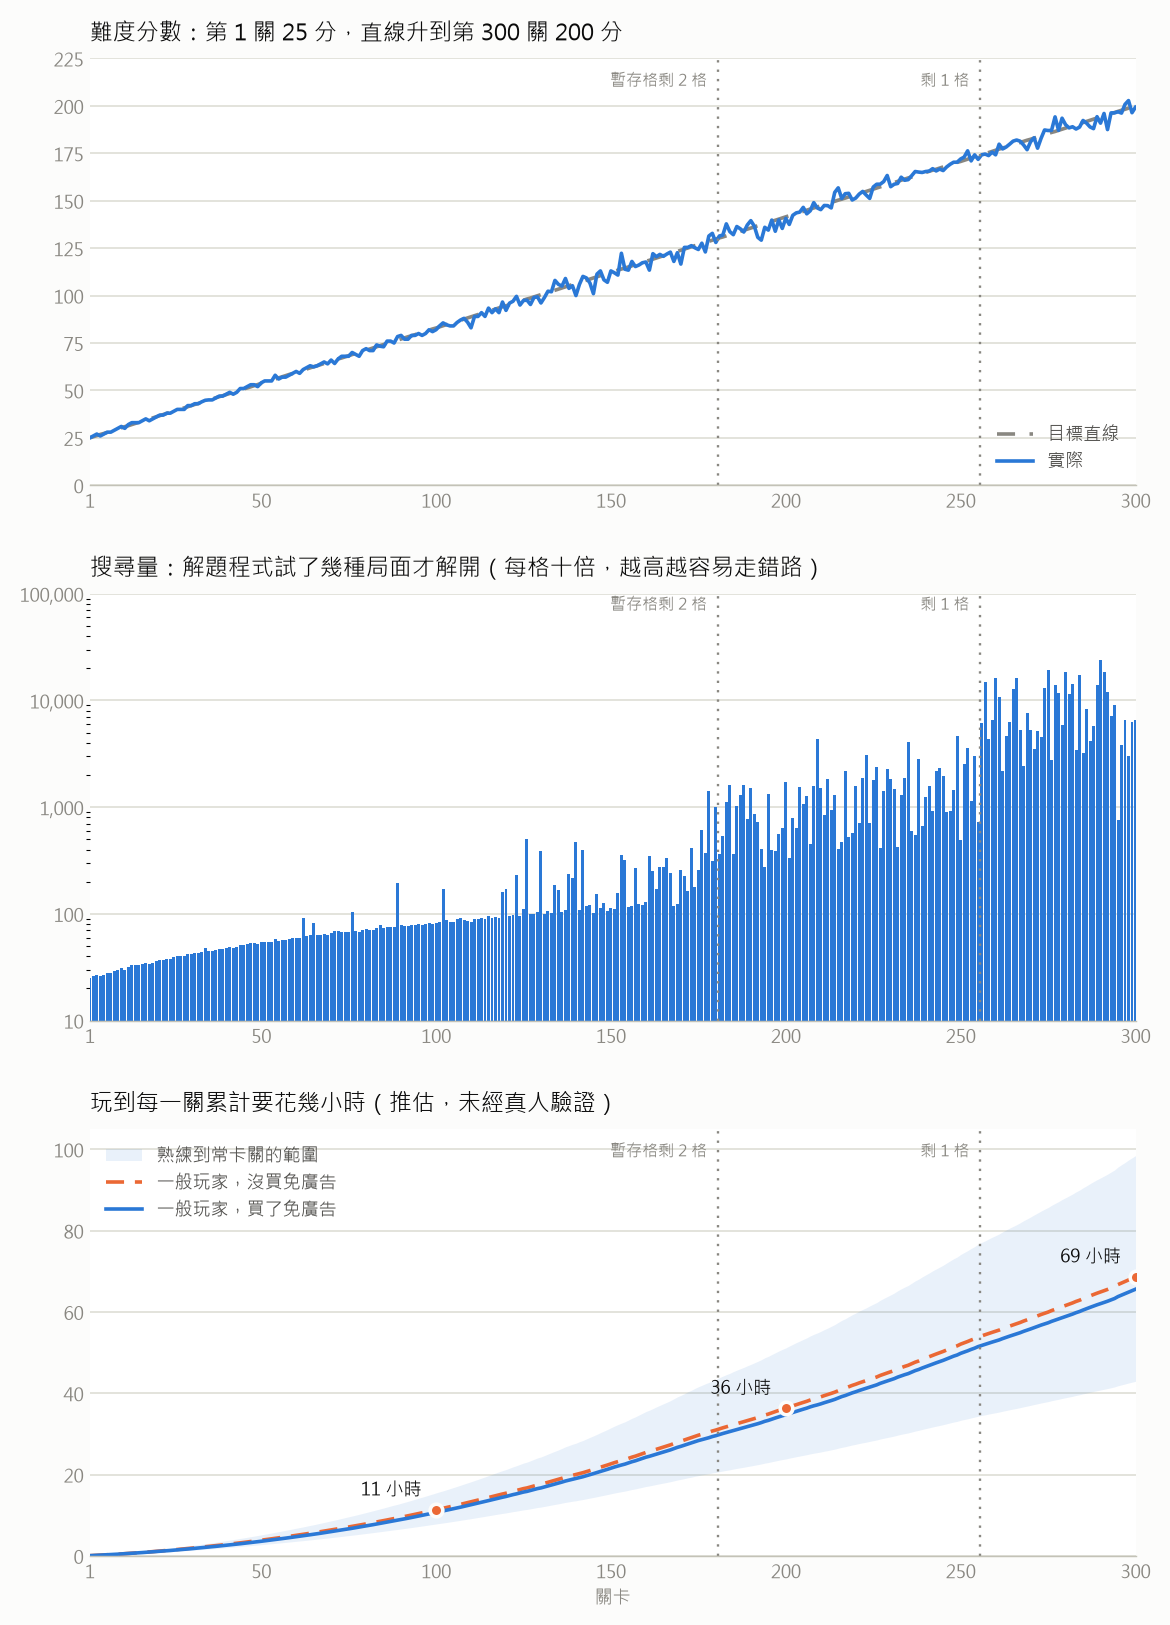 難度分數：第 1 關 25 分，直線升到第 300 關 200 分
225
200
175
150
125
100
75
50
25
0
暫存格剩 2 格
剩 1 格
目標直線
實際
1
50
100
150
200
250
300
搜尋量：解題程式試了幾種局面才解開（每格十倍，越高越容易走錯路）
100,000
10,000
1,000
100
10
暫存格剩 2 格
剩 1 格
1
50
100
150
200
250
300
玩到每一關累計要花幾小時（推估，未經真人驗證）
100
80
60
40
20
0
熟練到常卡關的範圍
一般玩家，沒買免廣告
一般玩家，買了免廣告
暫存格剩 2 格
剩 1 格
69 小時
36 小時
11 小時
1
50
100
150
200
250
300
關卡